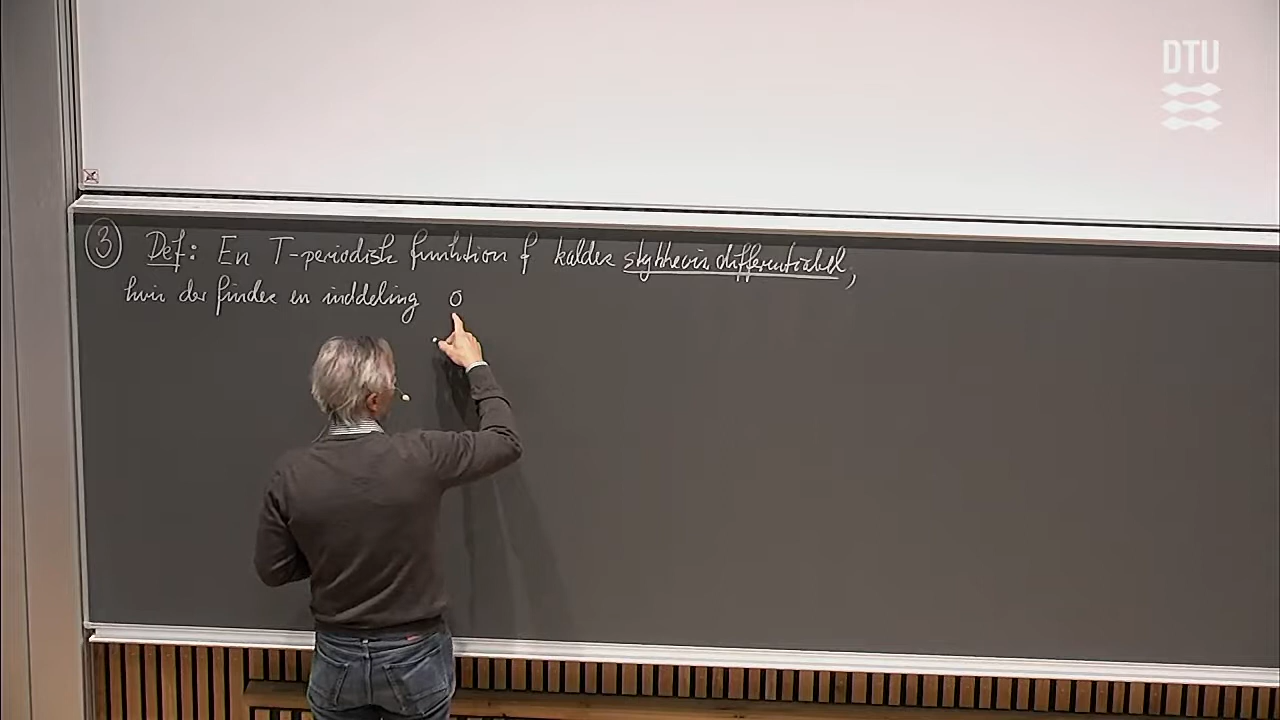 DTU
③ Def: En T-periodisk funktion f kaldes stykkevis differentiabel,
hvis der findes en inddeling 0